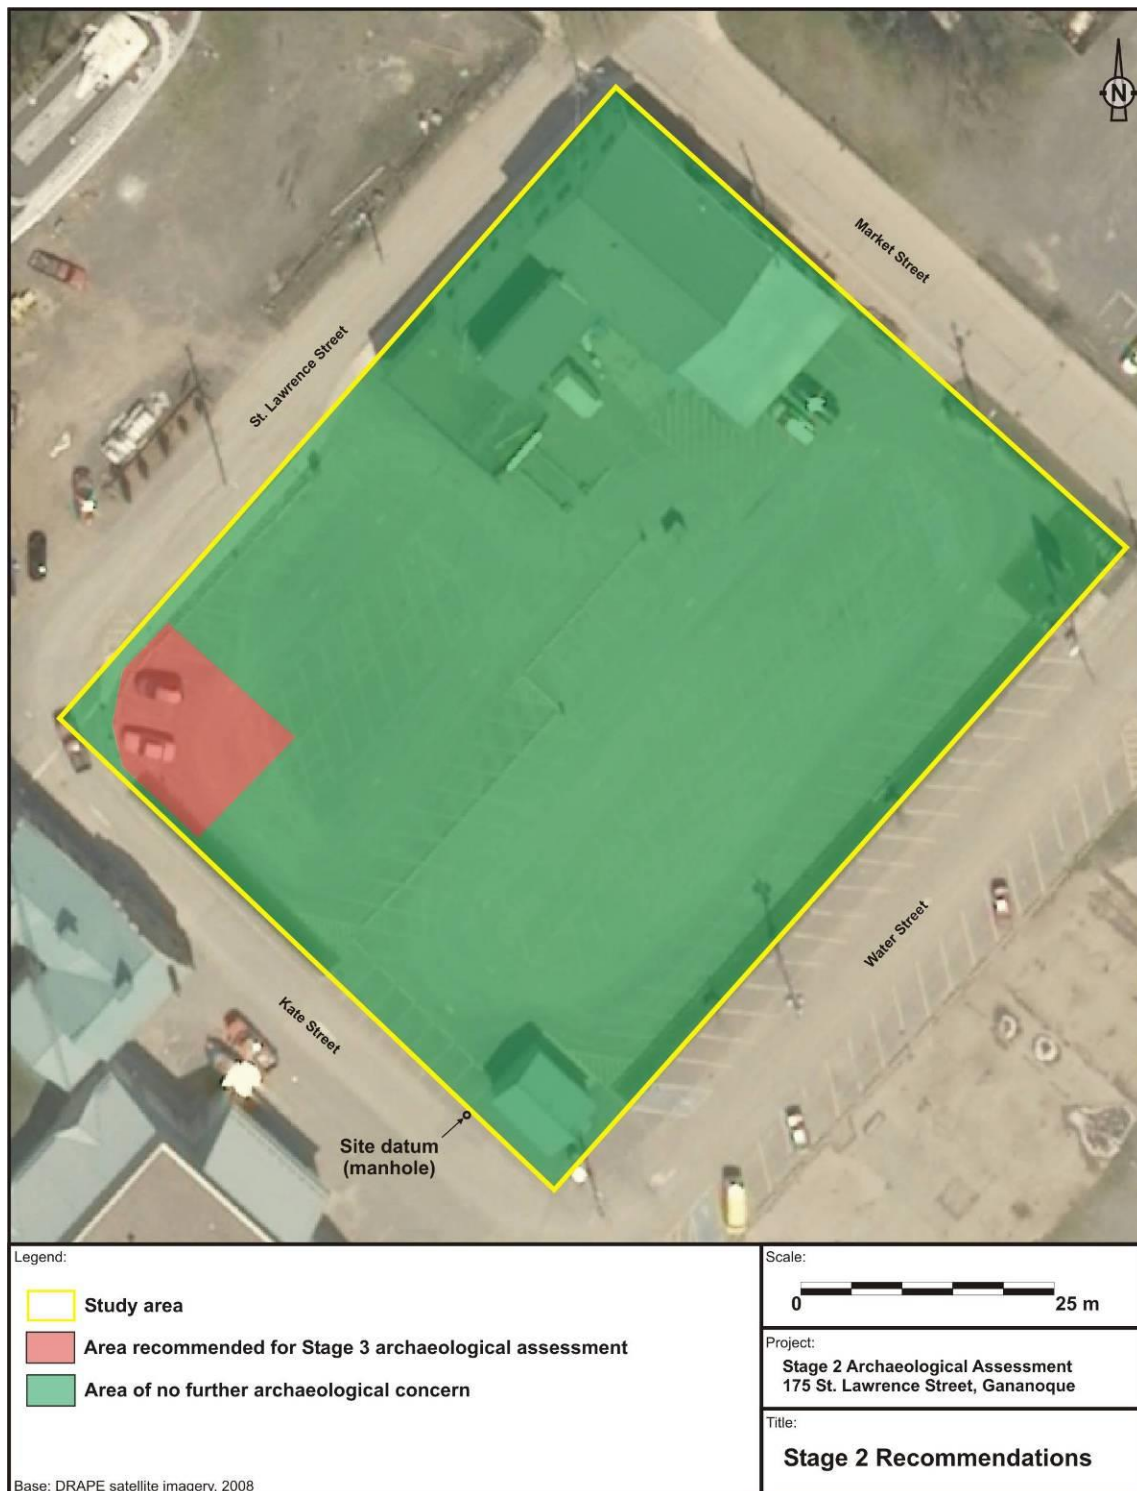 N
Market Street
St. Lawrence Street
Water Street
Kate Street
Site datum
(manhole)
Legend:
Study area
Area recommended for Stage 3 archaeological assessment
Area of no further archaeological concern
Base: DRAPE satellite imagery, 2008
Scale:
0 25 m
Project:
Stage 2 Archaeological Assessment
175 St. Lawrence Street, Gananoque
Title:
Stage 2 Recommendations